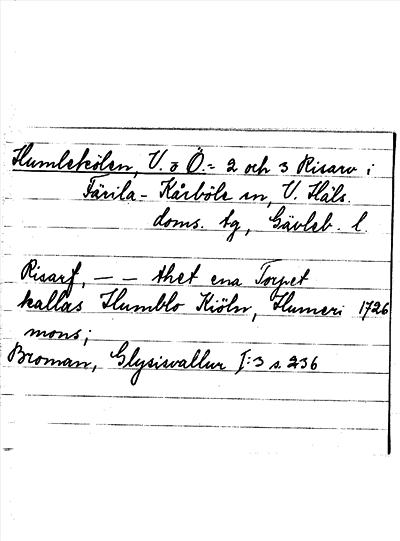 Humlekölen, V. o Ö. = 2 och 3 Risarv i
Färila - Kårböle sn, V. Häls.
doms. tg, Gävleb. l.
Risarf, — — thet ena Torpet
kallas Humblo Kiöln, Humeri 1726
mons;
Broman, Glysisvallur I:3 s. 236